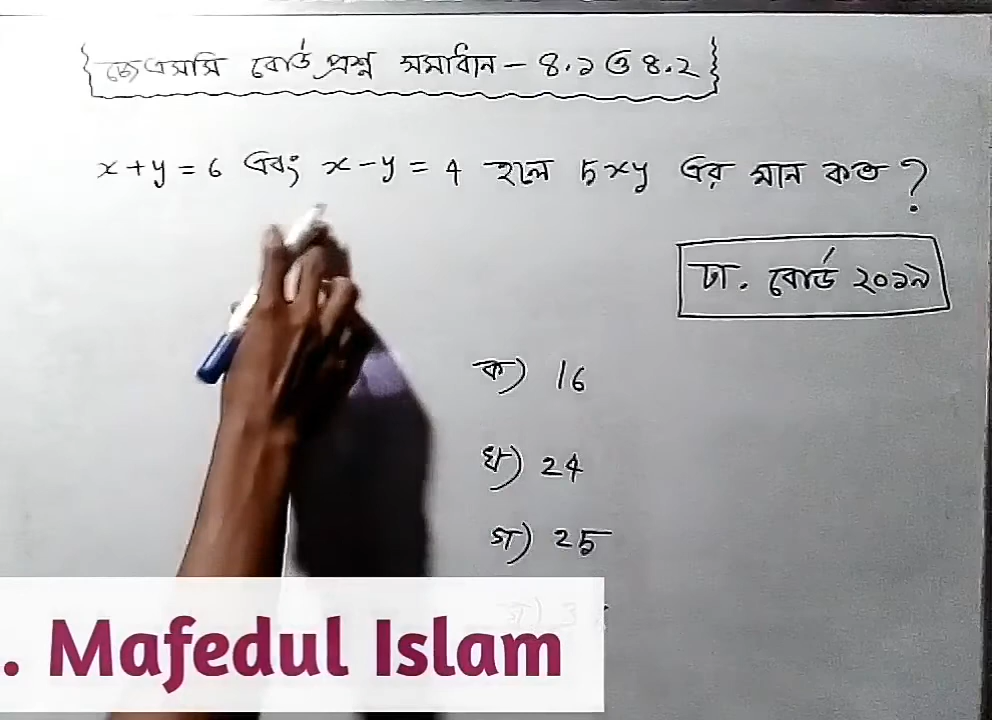 জেএসসি বোর্ড প্রশ্ন সমাধান - ৪.১ ও ৪.২
x + y = 6 এবং x - y = 4 হলে 5xy এর মান কত ?
ঢা. বোর্ড ২০১৯
ক) 16
খ) 24
গ) 25
. Mafedul Islam